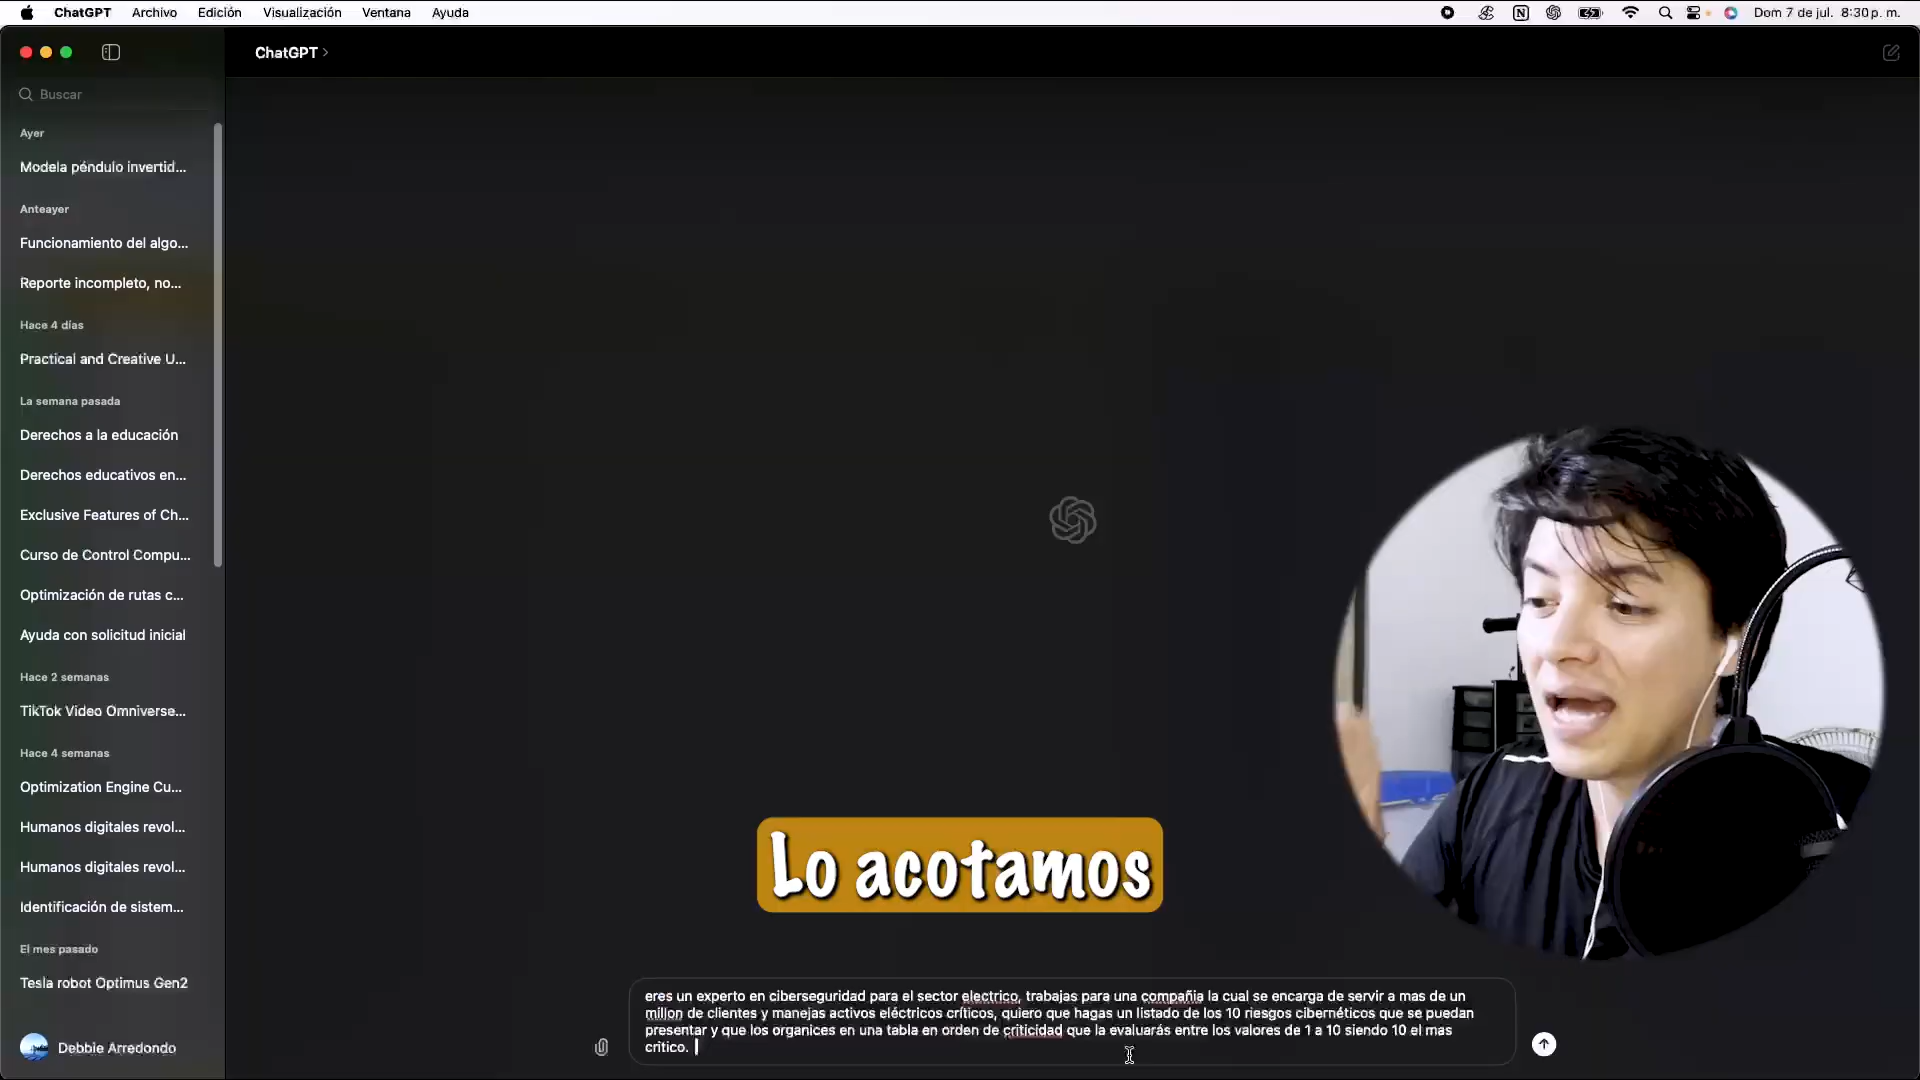 ChatGPT Archivo Edición Visualización Ventana Ayuda Dom 7 de jul. 8:30 p. m.
ChatGPT >
Buscar
Ayer
Modela péndulo invertid...
Anteayer
Funcionamiento del algo...
Reporte incompleto, no...
Hace 4 días
Practical and Creative U...
La semana pasada
Derechos a la educación
Derechos educativos en...
Exclusive Features of Ch...
Curso de Control Compu...
Optimización de rutas c...
Ayuda con solicitud inicial
Hace 2 semanas
TikTok Video Omniverse...
Hace 4 semanas
Optimization Engine Cu...
Humanos digitales revol...
Humanos digitales revol...
Identificación de sistem...
El mes pasado
Tesla robot Optimus Gen2
Debbie Arredondo
Lo acotamos
eres un experto en ciberseguridad para el sector electrico, trabajas para una compañia la cual se encarga de servir a mas de un
millon de clientes y manejas activos eléctricos críticos, quiero que hagas un listado de los 10 riesgos cibernéticos que se puedan
presentar y que los organices en una tabla en orden de criticidad que la evaluarás entre los valores de 1 a 10 siendo 10 el mas
crítico.